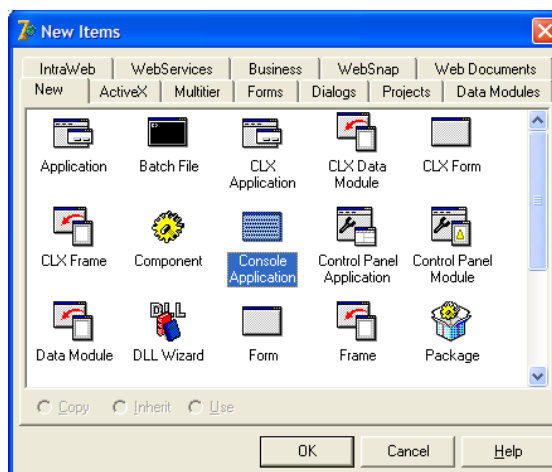 New Items
IntraWeb WebServices Business WebSnap Web Documents
New ActiveX Multitier Forms Dialogs Projects Data Modules
Application Batch File CLX Application CLX Data Module CLX Form
CLX Frame Component Console Application Control Panel Application Control Panel Module
Data Module DLL Wizard Form Frame Package
Copy Inherit Use
OK Cancel Help